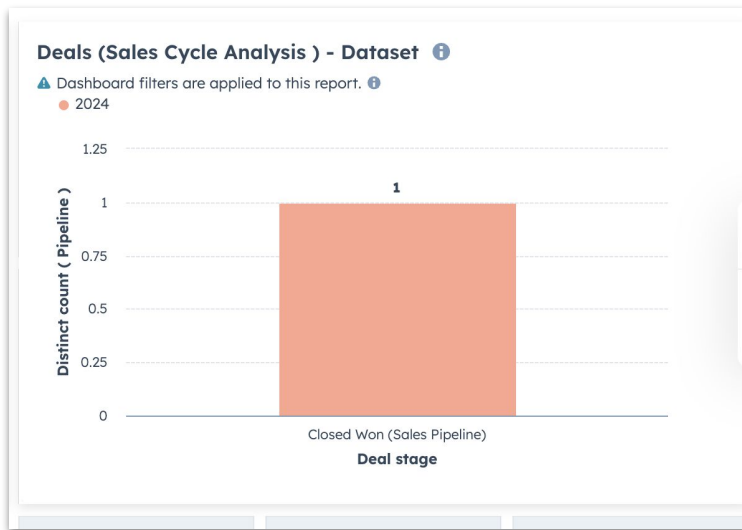 Deals (Sales Cycle Analysis ) - Dataset
Dashboard filters are applied to this report.
2024
1.25
1
0.75
0.5
0.25
0
Distinct count ( Pipeline )
1
Closed Won (Sales Pipeline)
Deal stage